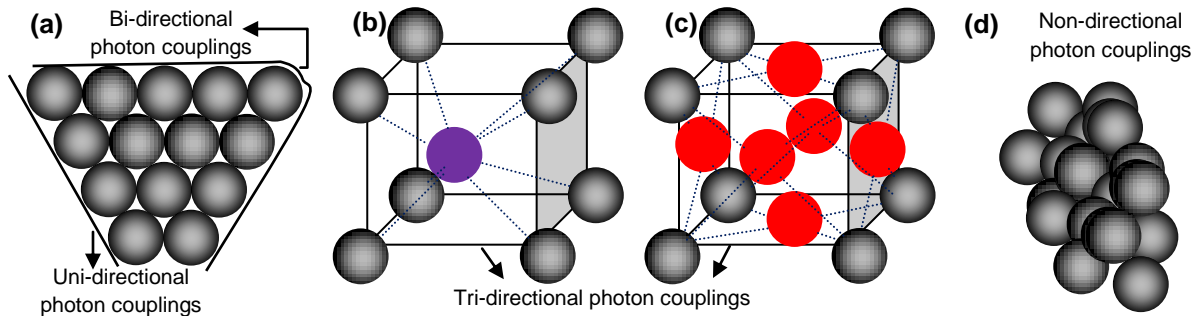 (a)
Bi-directional
photon couplings
Uni-directional
photon couplings
(b)
(c)
Tri-directional photon couplings
(d)
Non-directional
photon couplings